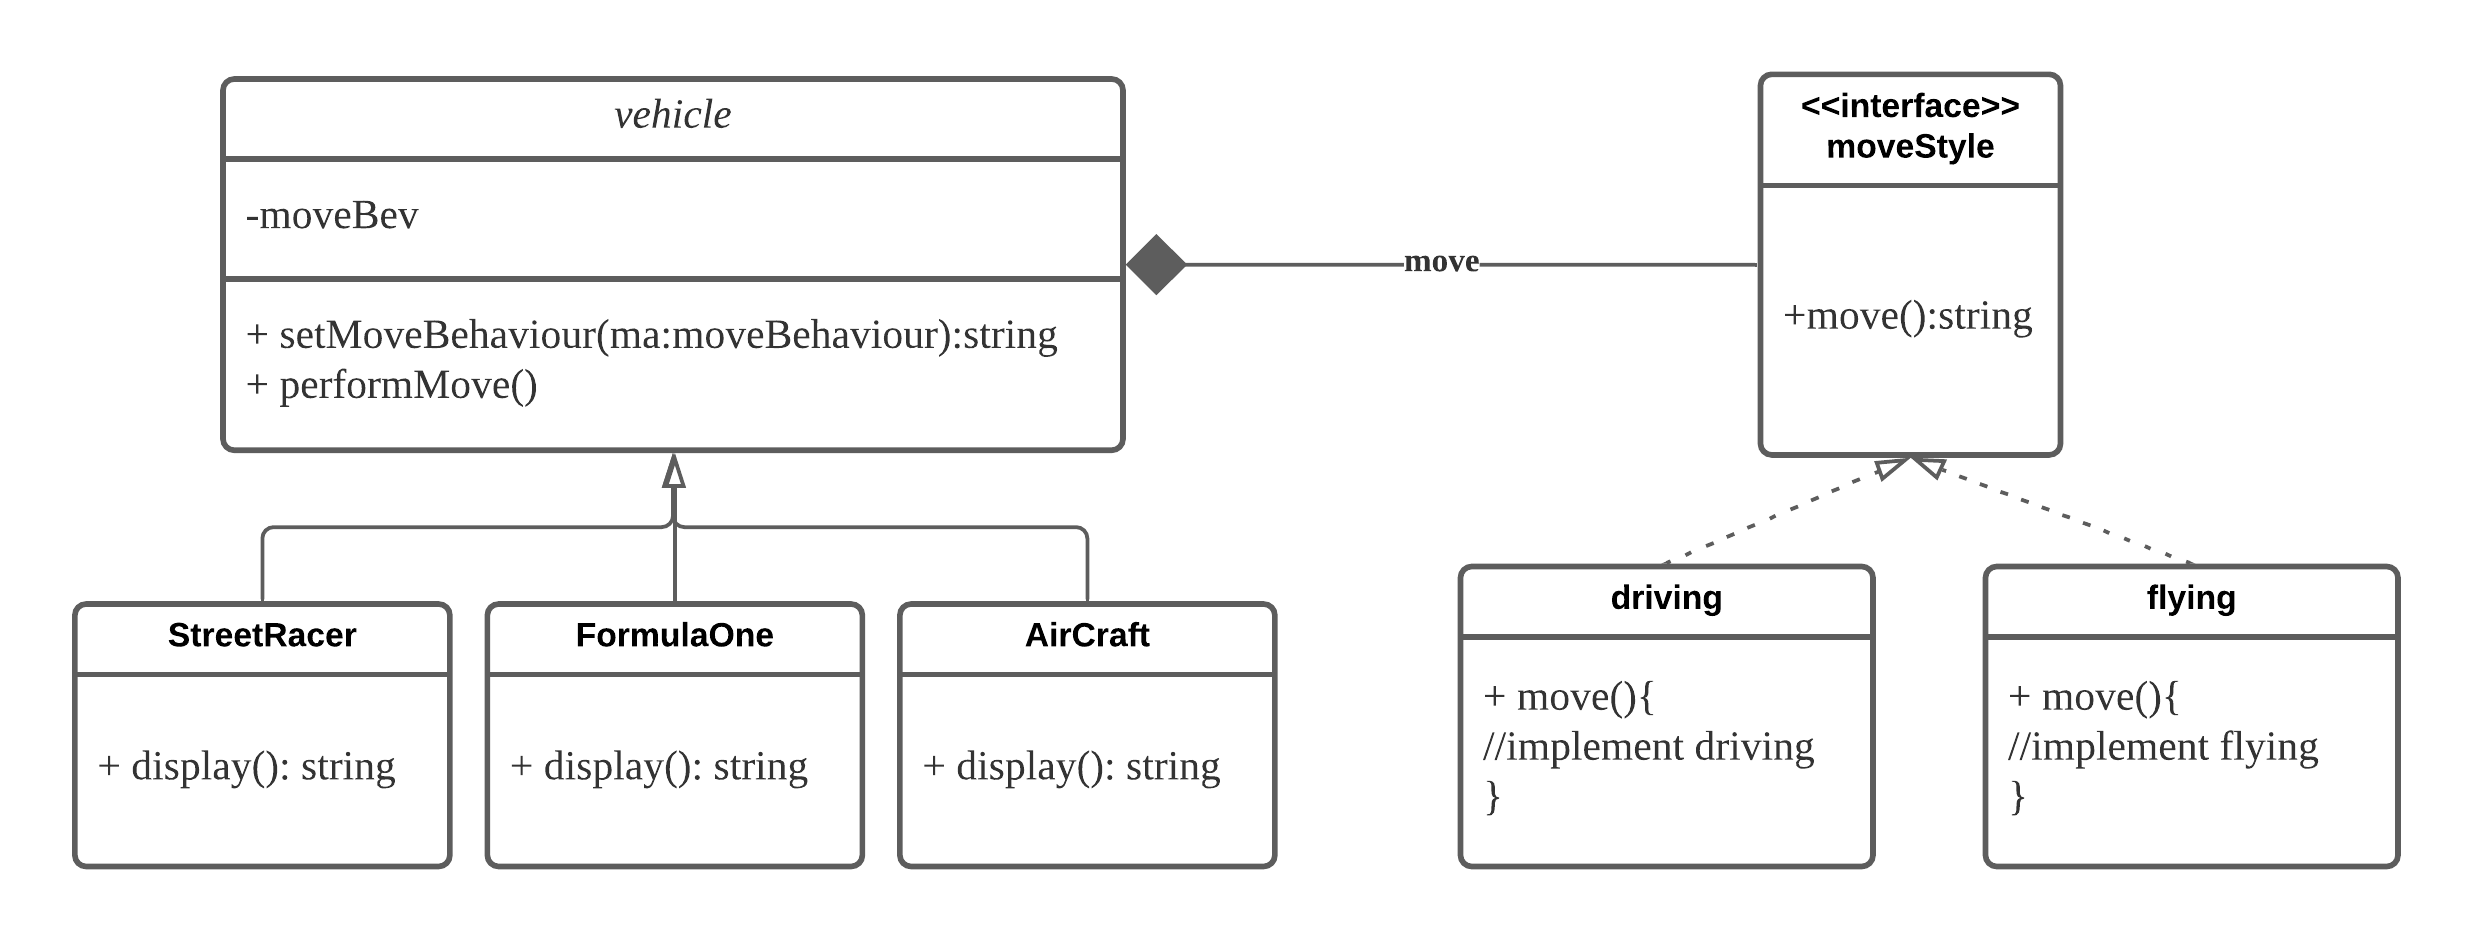 vehicle
-moveBev
+ setMoveBehaviour(ma:moveBehaviour):string
+ performMove()
move
<<interface>>
moveStyle
+move():string
StreetRacer
+ display(): string
FormulaOne
+ display(): string
AirCraft
+ display(): string
driving
+ move(){
//implement driving
}
flying
+ move(){
//implement flying
}